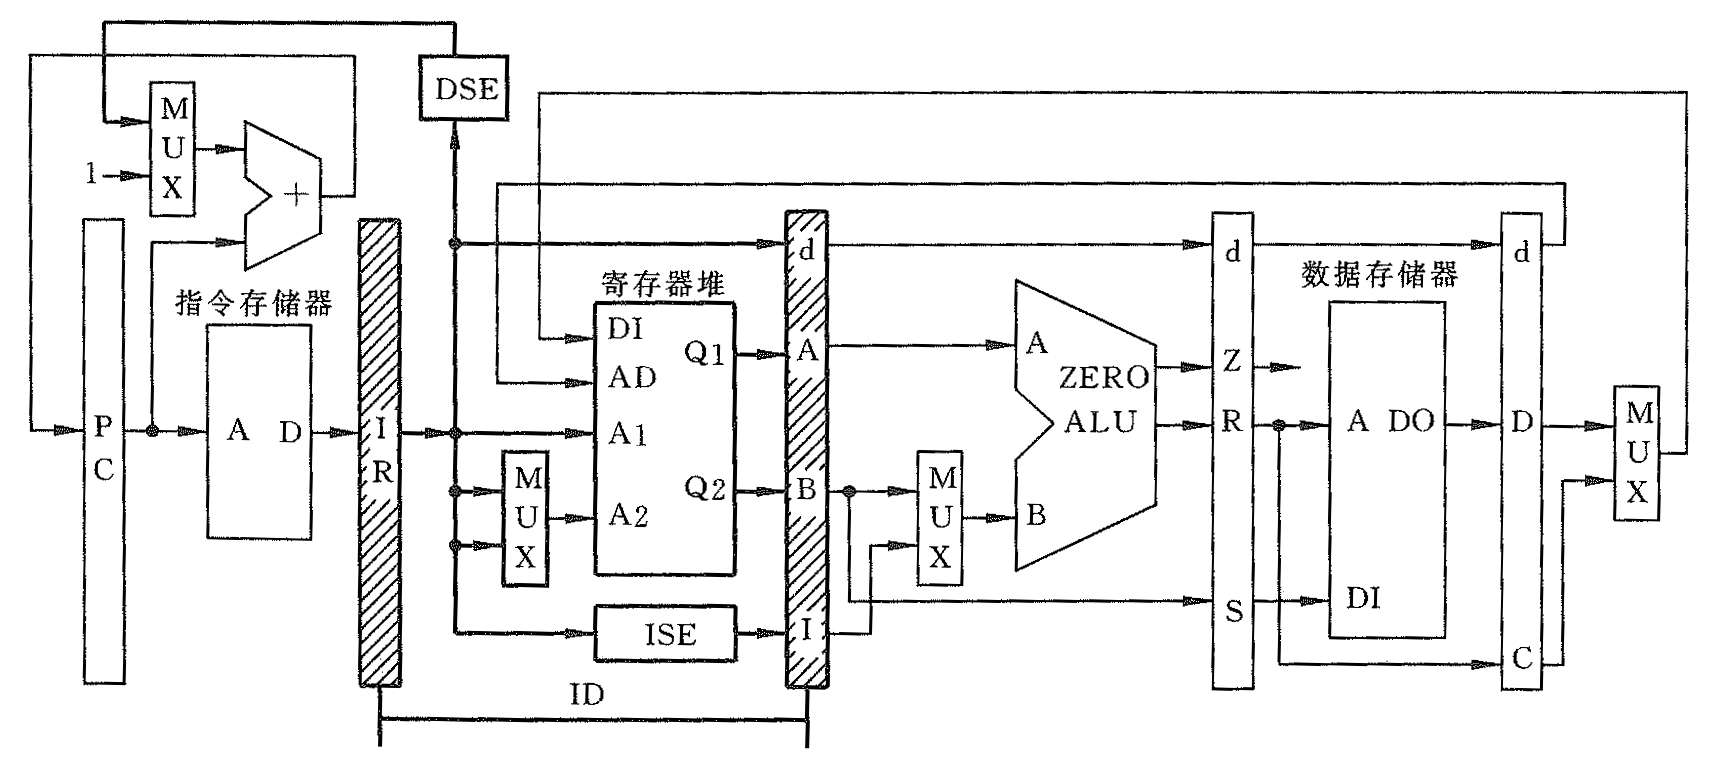 DSE
M
U
X
1
+
P
C
指令存储器
A D
I
R
寄存器堆
DI
AD
A1
A2
Q1
Q2
M
U
X
ISE
ID
d
A
B
I
M
U
X
A
ZERO
ALU
B
d
Z
R
S
数据存储器
A DO
DI
d
D
C
M
U
X